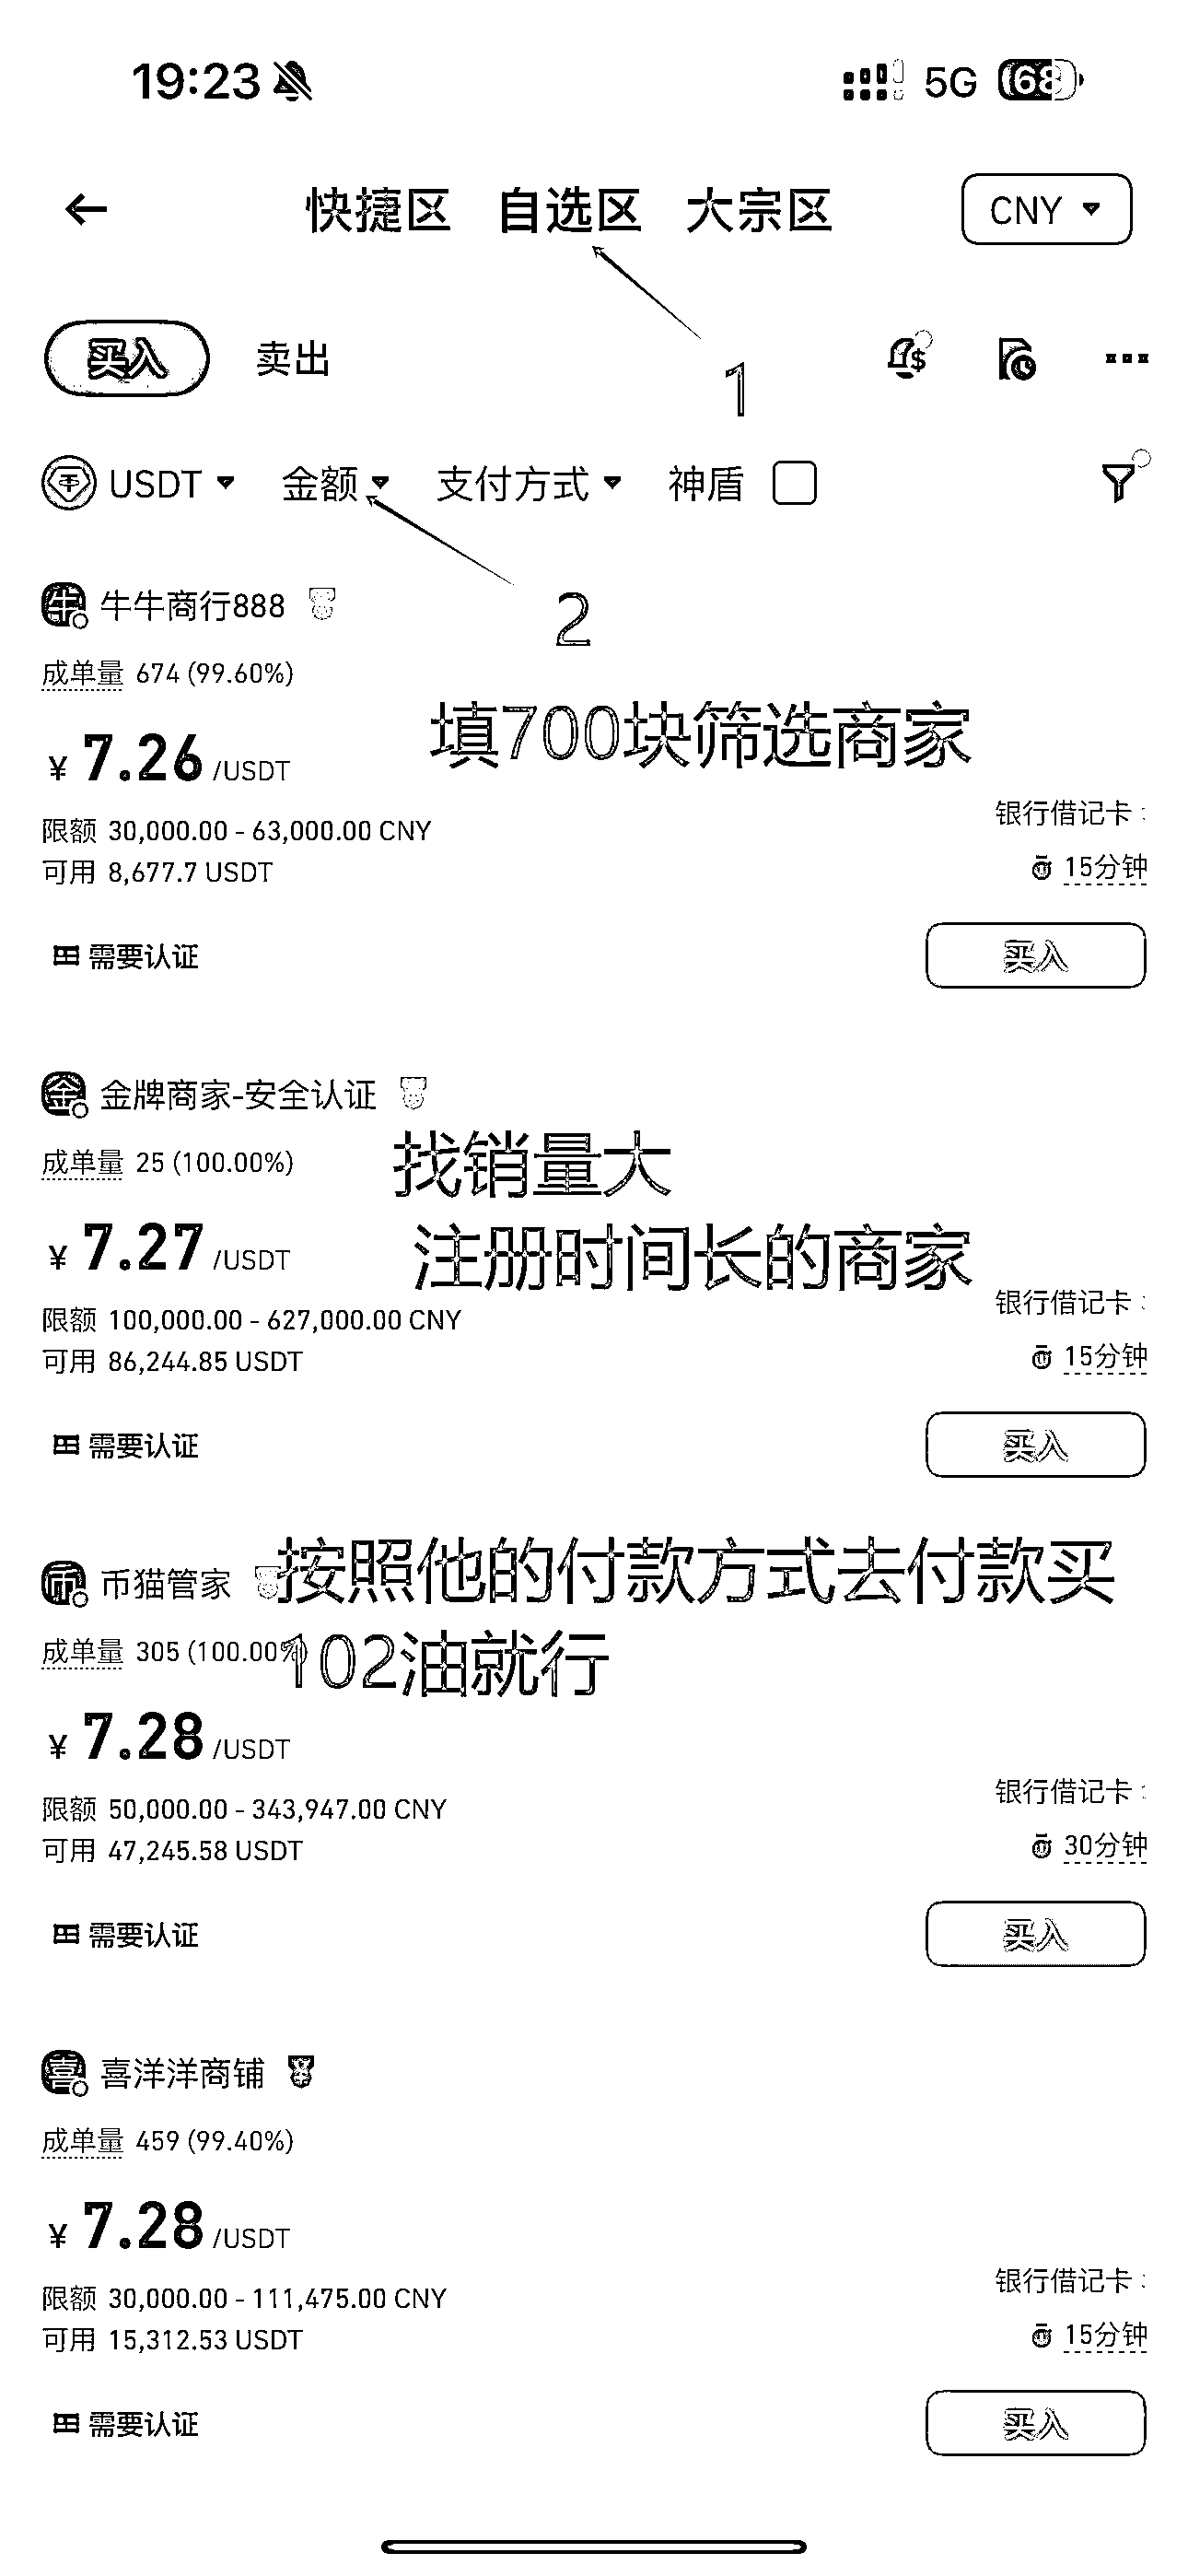 19:23 5G 68
快捷区 自选区 大宗区 CNY
买入 卖出
1
USDT 金额 支付方式 神盾
2
牛牛商行888
成单量 674 (99.60%)
填700块筛选商家
¥ 7.26 /USDT
限额 30,000.00 - 63,000.00 CNY
银行借记卡
可用 8,677.7 USDT
15分钟
需要认证
买入
金牌商家-安全认证
成单量 25 (100.00%)
找销量大
注册时间长的商家
¥ 7.27 /USDT
限额 100,000.00 - 627,000.00 CNY
银行借记卡
可用 86,244.85 USDT
15分钟
需要认证
买入
币猫管家
按照他的付款方式去付款买
成单量 305 (100.00%)
102油就行
¥ 7.28 /USDT
限额 50,000.00 - 343,947.00 CNY
银行借记卡
可用 47,245.58 USDT
30分钟
需要认证
买入
喜洋洋商铺
成单量 459 (99.40%)
¥ 7.28 /USDT
限额 30,000.00 - 111,475.00 CNY
银行借记卡
可用 15,312.53 USDT
15分钟
需要认证
买入